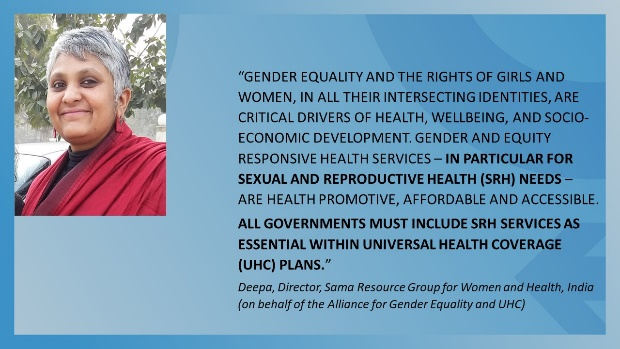 “GENDER EQUALITY AND THE RIGHTS OF GIRLS AND
WOMEN, IN ALL THEIR INTERSECTING IDENTITIES, ARE
CRITICAL DRIVERS OF HEALTH, WELLBEING, AND SOCIO-
ECONOMIC DEVELOPMENT. GENDER AND EQUITY
RESPONSIVE HEALTH SERVICES – IN PARTICULAR FOR
SEXUAL AND REPRODUCTIVE HEALTH (SRH) NEEDS –
ARE HEALTH PROMOTIVE, AFFORDABLE AND ACCESSIBLE.
ALL GOVERNMENTS MUST INCLUDE SRH SERVICES AS
ESSENTIAL WITHIN UNIVERSAL HEALTH COVERAGE
(UHC) PLANS.”
Deepa, Director, Sama Resource Group for Women and Health, India
(on behalf of the Alliance for Gender Equality and UHC)